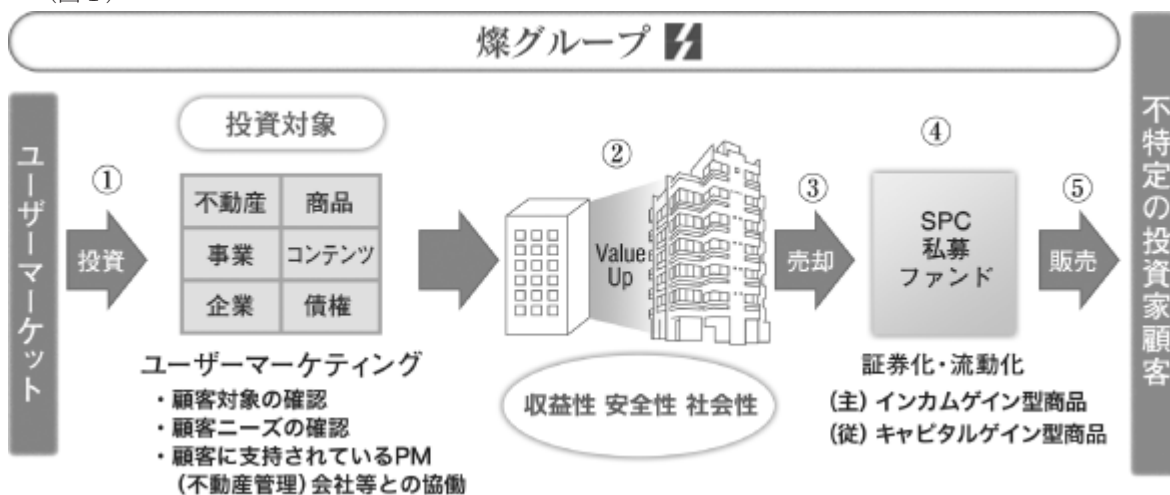 燦グループ
ユーザーマーケット
①
投資
投資対象
不動産 商品
事業 コンテンツ
企業 債権
ユーザーマーケティング
・顧客対象の確認
・顧客ニーズの確認
・顧客に支持されているPM
(不動産管理)会社等との協働
②
Value
Up
収益性 安全性 社会性
③
売却
④
SPC
私募
ファンド
証券化・流動化
(主) インカムゲイン型商品
(従) キャピタルゲイン型商品
⑤
販売
不特定の投資家顧客